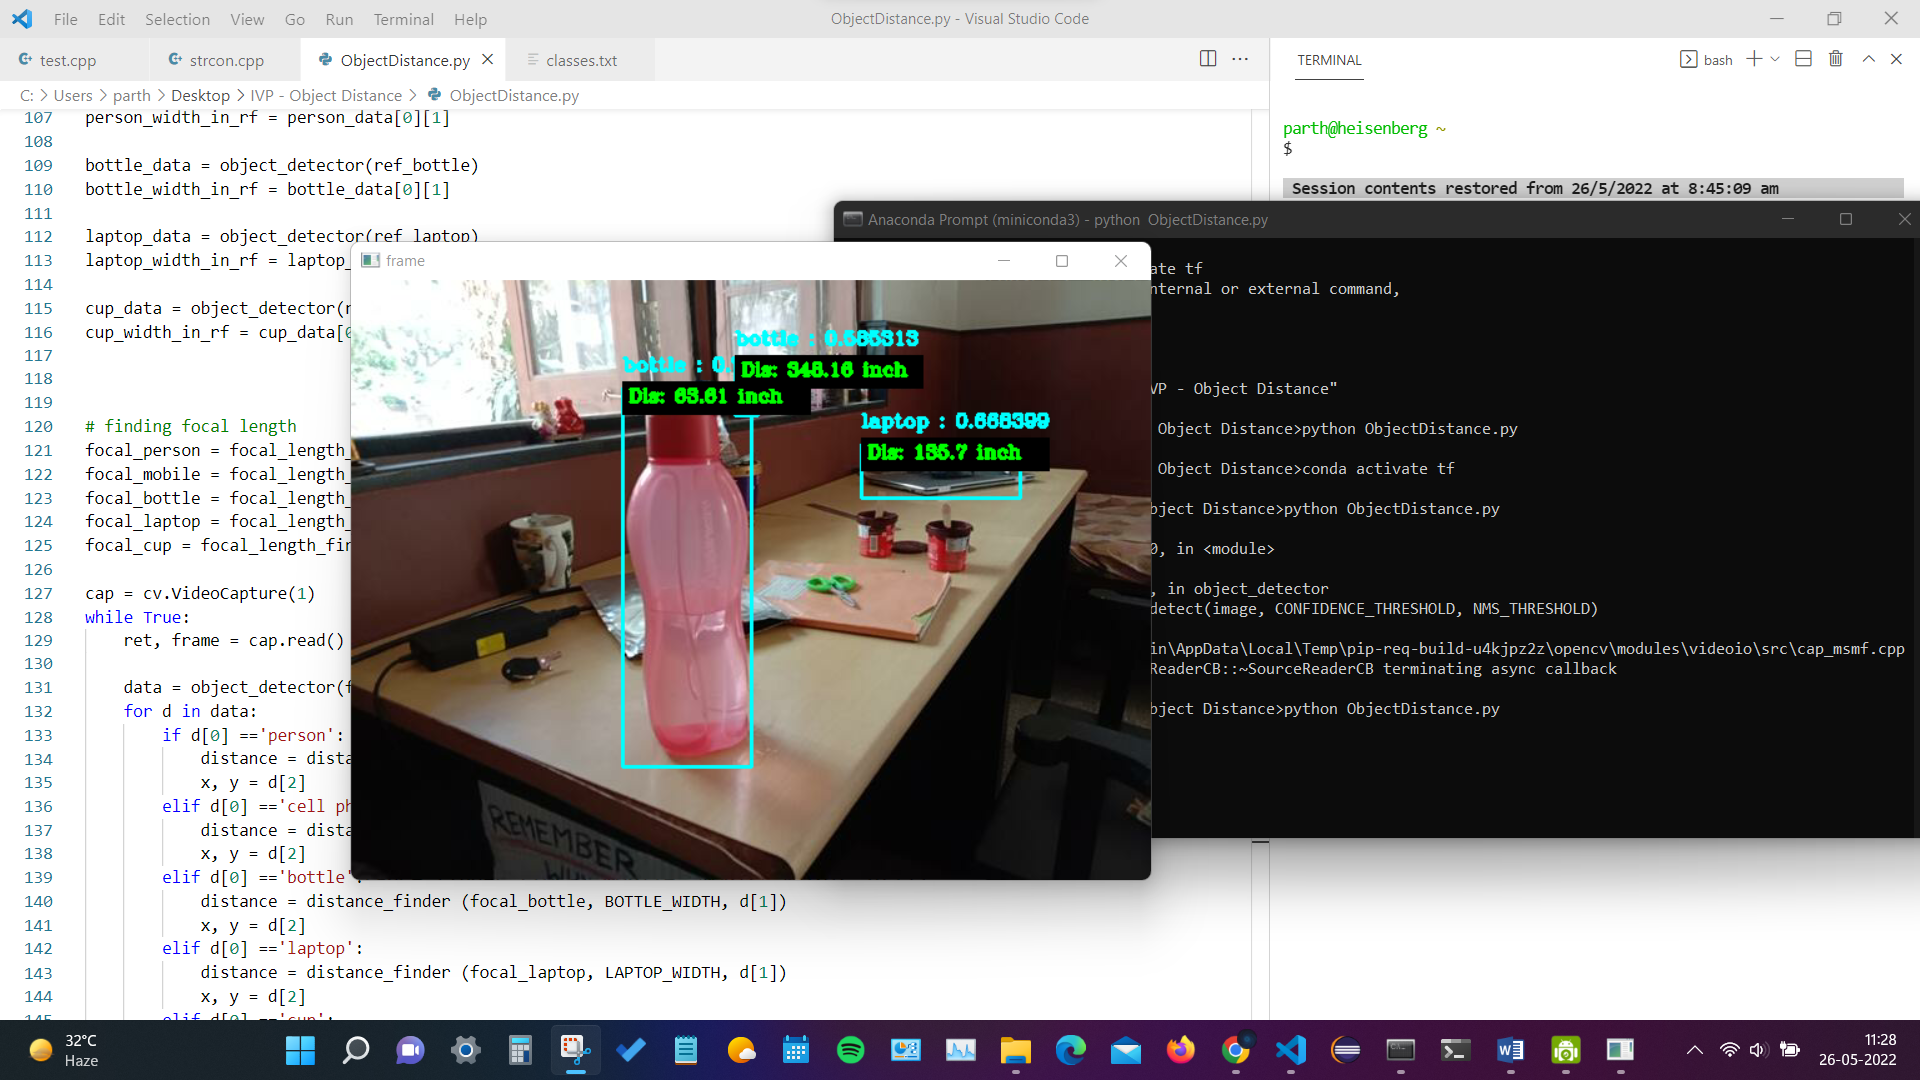 File Edit Selection View Go Run Terminal Help
ObjectDistance.py - Visual Studio Code
test.cpp
strcon.cpp
ObjectDistance.py
classes.txt
C: > Users > parth > Desktop > IVP - Object Distance > ObjectDistance.py
107 person_width_in_rf = person_data[0][1]
108
109 bottle_data = object_detector(ref_bottle)
110 bottle_width_in_rf = bottle_data[0][1]
111
112 laptop_data = object_detector(ref_laptop)
113 laptop_width_in_rf = laptop_
114
115 cup_data = object_detector(r
116 cup_width_in_rf = cup_data[0
117
118
119
120 # finding focal length
121 focal_person = focal_length_
122 focal_mobile = focal_length_
123 focal_bottle = focal_length_
124 focal_laptop = focal_length_
125 focal_cup = focal_length_fin
126
127 cap = cv.VideoCapture(1)
128 while True:
129 ret, frame = cap.read()
130
131 data = object_detector(f
132 for d in data:
133 if d[0] =='person':
134 distance = dista
135 x, y = d[2]
136 elif d[0] =='cell ph
137 distance = dista
138 x, y = d[2]
139 elif d[0] =='bottle':
140 distance = distance_finder (focal_bottle, BOTTLE_WIDTH, d[1])
141 x, y = d[2]
142 elif d[0] =='laptop':
143 distance = distance_finder (focal_laptop, LAPTOP_WIDTH, d[1])
144 x, y = d[2]
145 elif d[0] =='cup':
frame
bottle : 0.585313
Dis: 348.16 inch
bottle : 0.
Dis: 63.61 inch
laptop : 0.668399
Dis: 135.7 inch
REMEMBER
TERMINAL
bash
parth@heisenberg ~
$
Session contents restored from 26/5/2022 at 8:45:09 am
Anaconda Prompt (miniconda3) - python ObjectDistance.py
ate tf
nternal or external command,
VP - Object Distance"
Object Distance>python ObjectDistance.py
Object Distance>conda activate tf
bject Distance>python ObjectDistance.py
0, in <module>
, in object_detector
detect(image, CONFIDENCE_THRESHOLD, NMS_THRESHOLD)
in\AppData\Local\Temp\pip-req-build-u4kjpz2z\opencv\modules\videoio\src\cap_msmf.cpp
ReaderCB::~SourceReaderCB terminating async callback
bject Distance>python ObjectDistance.py
32°C
Haze
11:28
26-05-2022